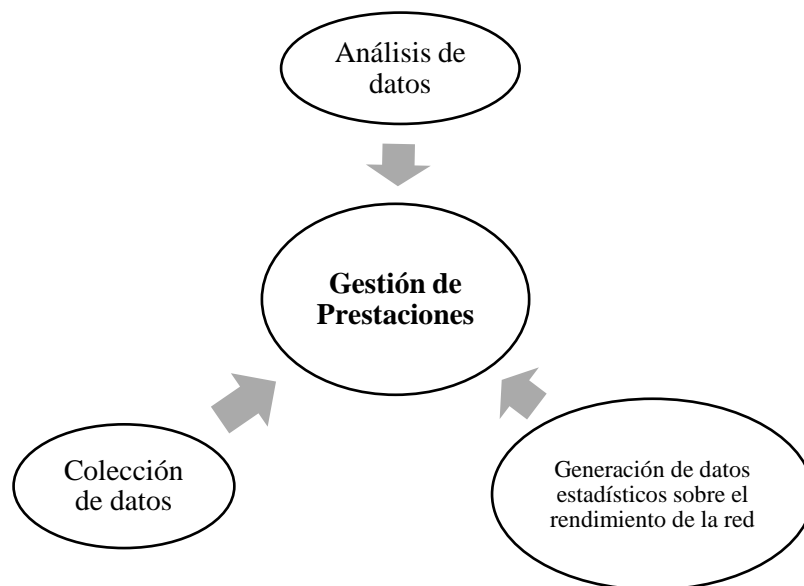 Análisis de
datos
Gestión de
Prestaciones
Colección
de datos
Generación de datos
estadísticos sobre el
rendimiento de la red